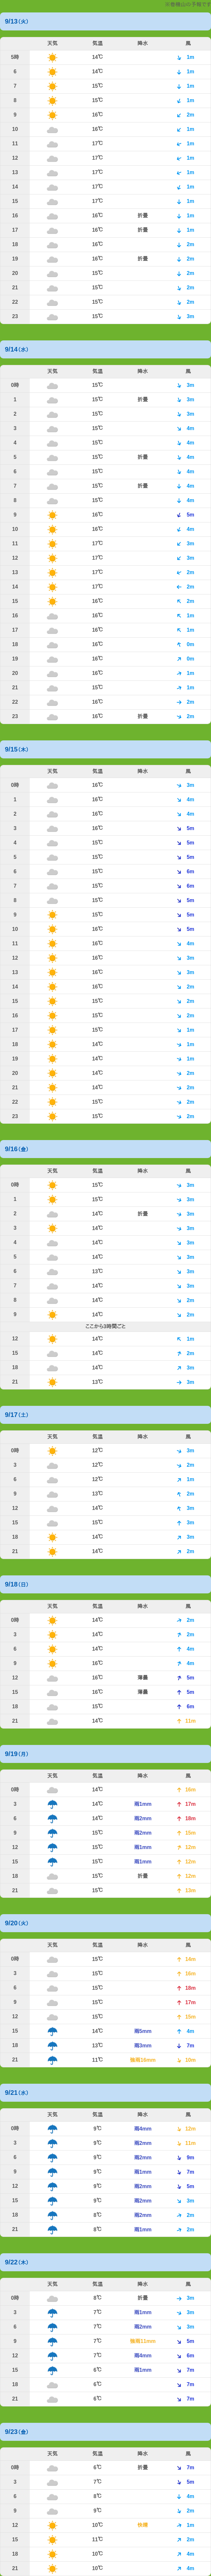 ※後鷹山の予報です
9/13(火)
天気 気温 降水 風
5時 14℃ 1m
6 14℃ 1m
7 15℃ 1m
8 15℃ 1m
9 16℃ 2m
10 16℃ 1m
11 17℃ 1m
12 17℃ 1m
13 17℃ 1m
14 17℃ 1m
15 17℃ 1m
16 16℃ 折畳 1m
17 16℃ 折畳 1m
18 16℃ 2m
19 16℃ 折畳 2m
20 15℃ 2m
21 15℃ 2m
22 15℃ 2m
23 15℃ 3m
9/14(水)
天気 気温 降水 風
0時 15℃ 3m
1 15℃ 折畳 3m
2 15℃ 3m
3 15℃ 4m
4 15℃ 4m
5 15℃ 折畳 4m
6 15℃ 4m
7 15℃ 折畳 4m
8 15℃ 4m
9 16℃ 5m
10 16℃ 4m
11 17℃ 3m
12 17℃ 3m
13 17℃ 2m
14 17℃ 2m
15 16℃ 2m
16 16℃ 1m
17 16℃ 1m
18 16℃ 0m
19 16℃ 0m
20 16℃ 1m
21 15℃ 1m
22 16℃ 2m
23 16℃ 折畳 2m
9/15(木)
天気 気温 降水 風
0時 16℃ 3m
1 16℃ 4m
2 16℃ 4m
3 16℃ 5m
4 15℃ 5m
5 15℃ 5m
6 15℃ 6m
7 15℃ 6m
8 15℃ 5m
9 15℃ 5m
10 16℃ 5m
11 16℃ 4m
12 16℃ 3m
13 16℃ 3m
14 16℃ 2m
15 15℃ 2m
16 15℃ 2m
17 15℃ 1m
18 14℃ 1m
19 14℃ 1m
20 14℃ 2m
21 14℃ 2m
22 15℃ 2m
23 15℃ 2m
9/16(金)
天気 気温 降水 風
0時 15℃ 3m
1 15℃ 3m
2 14℃ 折畳 3m
3 14℃ 3m
4 14℃ 3m
5 14℃ 3m
6 13℃ 3m
7 14℃ 3m
8 14℃ 2m
9 14℃ 2m
ここから3時間ごと
12 14℃ 1m
15 14℃ 2m
18 14℃ 3m
21 13℃ 3m
9/17(土)
天気 気温 降水 風
0時 12℃ 3m
3 12℃ 2m
6 12℃ 1m
9 13℃ 2m
12 14℃ 3m
15 15℃ 3m
18 14℃ 3m
21 14℃ 2m
9/18(日)
天気 気温 降水 風
0時 14℃ 2m
3 14℃ 2m
6 14℃ 4m
9 16℃ 4m
12 16℃ 薄曇 5m
15 16℃ 薄曇 5m
18 15℃ 6m
21 14℃ 11m
9/19(月)
天気 気温 降水 風
0時 14℃ 16m
3 14℃ 雨1mm 17m
6 14℃ 雨2mm 18m
9 15℃ 雨2mm 15m
12 15℃ 雨1mm 12m
15 15℃ 雨1mm 12m
18 15℃ 折畳 12m
21 15℃ 13m
9/20(火)
天気 気温 降水 風
0時 15℃ 14m
3 15℃ 16m
6 15℃ 18m
9 15℃ 17m
12 15℃ 15m
15 14℃ 雨5mm 4m
18 13℃ 雨3mm 7m
21 11℃ 強雨16mm 10m
9/21(水)
天気 気温 降水 風
0時 9℃ 雨4mm 12m
3 9℃ 雨2mm 11m
6 8℃ 雨2mm 9m
9 8℃ 雨1mm 7m
12 8℃ 雨2mm 5m
15 9℃ 雨2mm 3m
18 8℃ 雨2mm 2m
21 8℃ 雨1mm 2m
9/22(木)
天気 気温 降水 風
0時 8℃ 折畳 3m
3 7℃ 雨1mm 3m
6 7℃ 雨2mm 3m
9 7℃ 強雨11mm 5m
12 7℃ 雨4mm 6m
15 6℃ 雨1mm 7m
18 6℃ 7m
21 6℃ 7m
9/23(金)
天気 気温 降水 風
0時 6℃ 折畳 7m
3 7℃ 5m
6 8℃ 4m
9 9℃ 2m
12 10℃ 快晴 1m
15 11℃ 2m
18 10℃ 4m
21 10℃ 4m